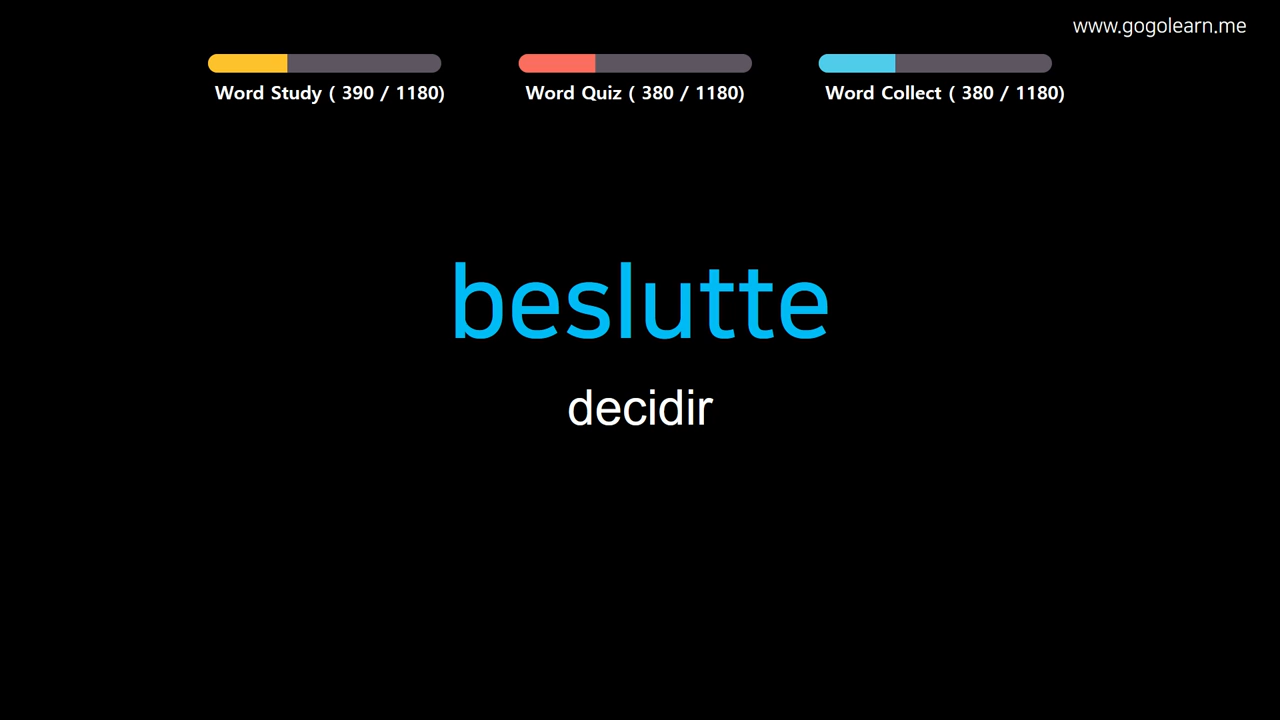 www.gogolearn.me
Word Study ( 390 / 1180)
Word Quiz ( 380 / 1180)
Word Collect ( 380 / 1180)
beslutte
decidir